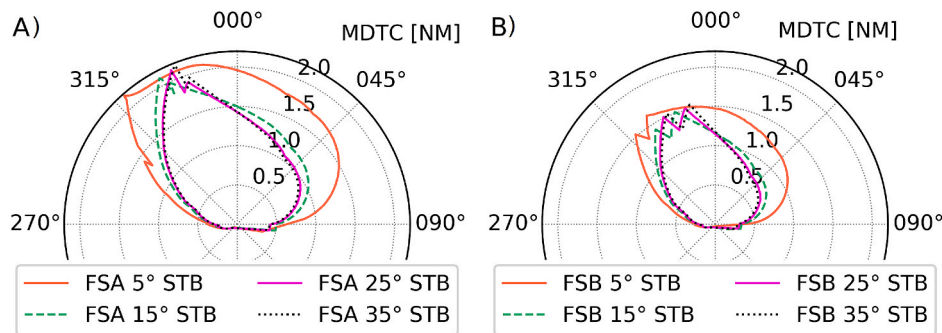 A) 000° MDTC [NM]
315° 2.0 045°
1.5
1.0
0.5
270° 090°
FSA 5° STB FSA 25° STB
FSA 15° STB FSA 35° STB
B) 000° MDTC [NM]
315° 2.0 045°
1.5
1.0
0.5
270° 090°
FSB 5° STB FSB 25° STB
FSB 15° STB FSB 35° STB